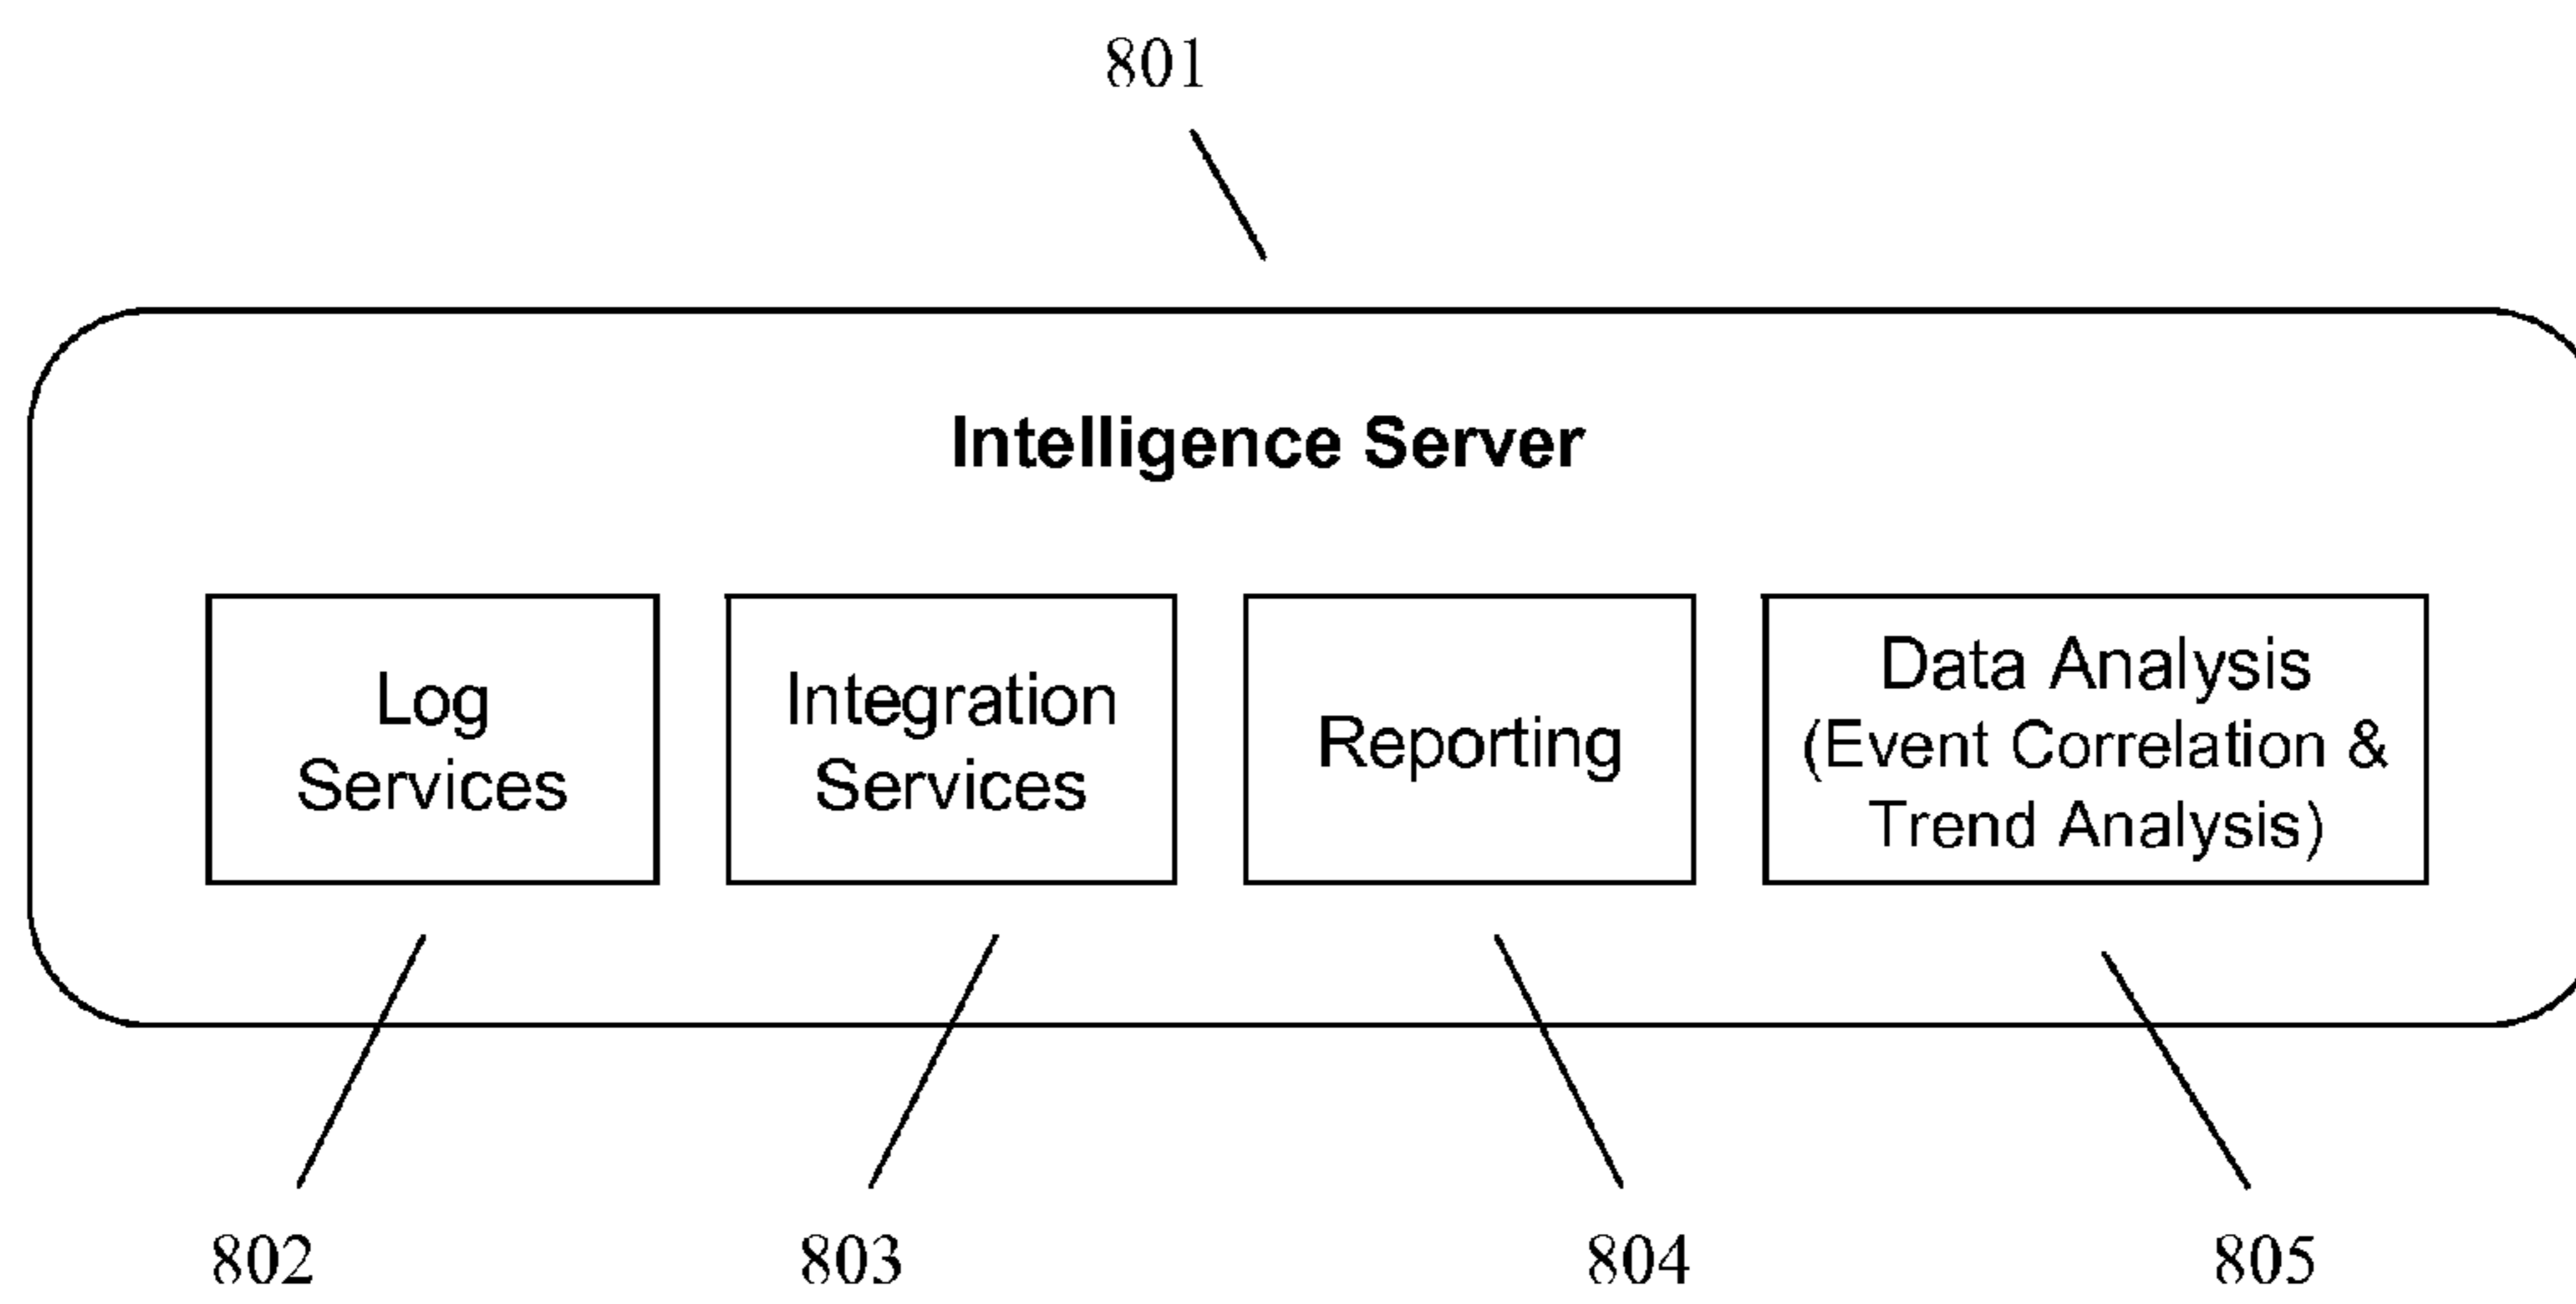 801
Intelligence Server
Log
Services
Integration
Services
Reporting
Data Analysis
(Event Correlation &
Trend Analysis)
802
803
804
805